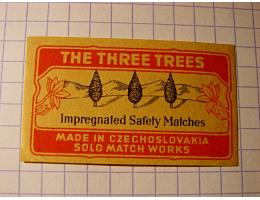 THE THREE TREES
Impregnated Safety Matches
MADE IN CZECHOSLOVAKIA
SOLO MATCH WORKS